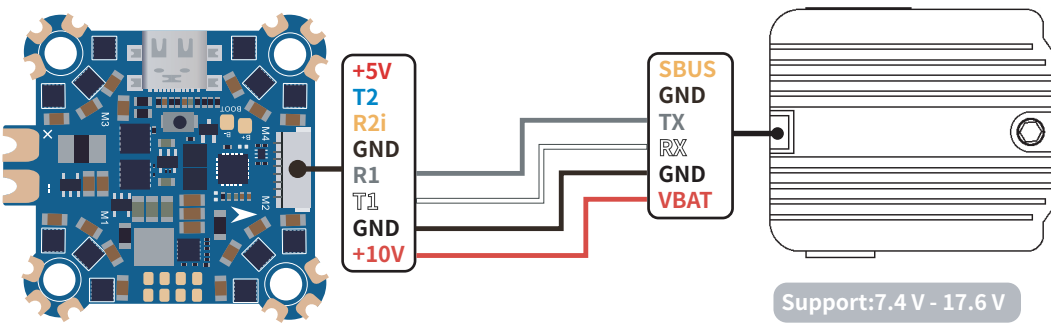 BOOT
B-
B+
M3
M4
M1
M2
+5V
T2
R2i
GND
R1
T1
GND
+10V
SBUS
GND
TX
RX
GND
VBAT
Support:7.4 V - 17.6 V